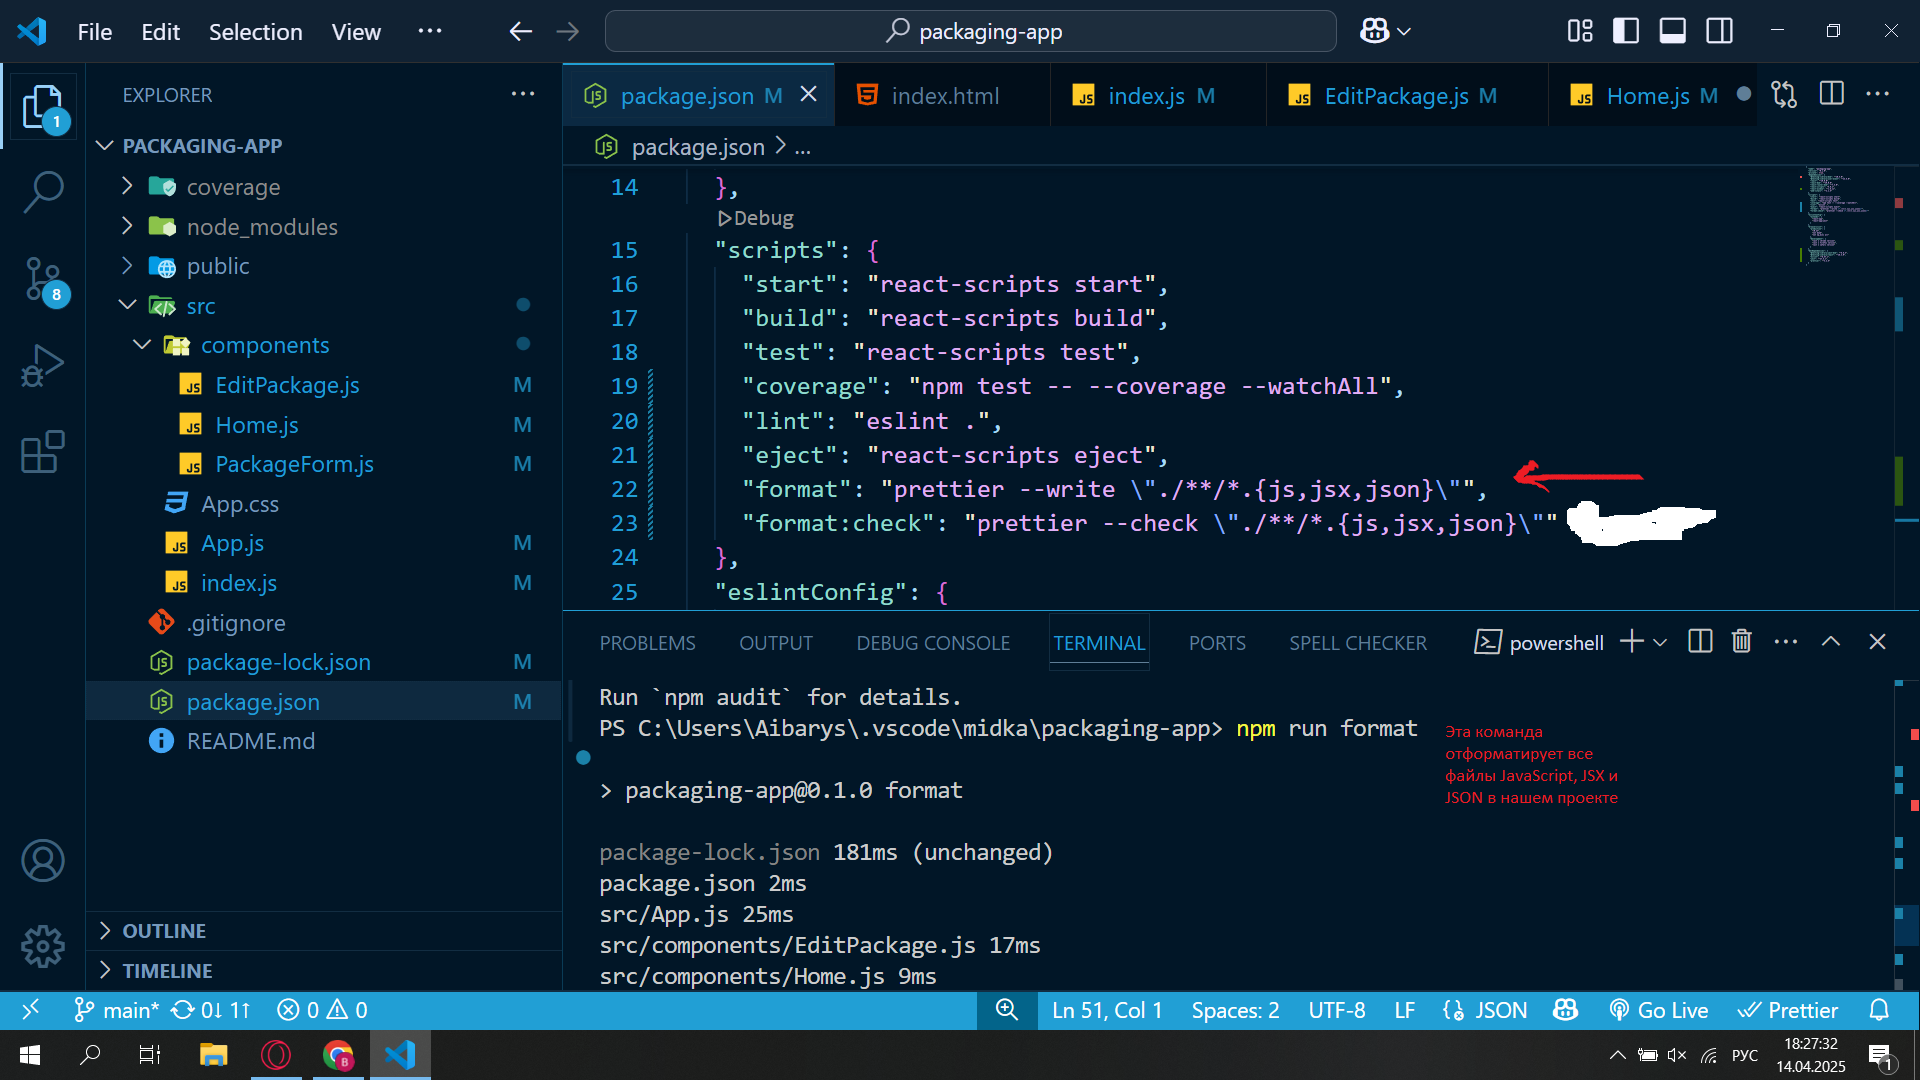 File Edit Selection View ··· packaging-app
EXPLORER ···
package.json M
index.html
index.js M
EditPackage.js M
Home.js M
1
PACKAGING-APP
package.json > ...
coverage
node_modules
public
8
src
components
EditPackage.js M
Home.js M
PackageForm.js M
App.css
App.js M
index.js M
.gitignore
package-lock.json M
package.json M
README.md
OUTLINE
TIMELINE
14 },
Debug
15 "scripts": {
16 "start": "react-scripts start",
17 "build": "react-scripts build",
18 "test": "react-scripts test",
19 "coverage": "npm test -- --coverage --watchAll",
20 "lint": "eslint .",
21 "eject": "react-scripts eject",
22 "format": "prettier --write \"./**/*.{js,jsx,json}\"",
23 "format:check": "prettier --check \"./**/*.{js,jsx,json}\""
24 },
25 "eslintConfig": {
PROBLEMS OUTPUT DEBUG CONSOLE TERMINAL PORTS SPELL CHECKER powershell
Run `npm audit` for details.
PS C:\Users\Aibarys\.vscode\midka\packaging-app> npm run format
Эта команда
отформатирует все
файлы JavaScript, JSX и
JSON в нашем проекте
> packaging-app@0.1.0 format
package-lock.json 181ms (unchanged)
package.json 2ms
src/App.js 25ms
src/components/EditPackage.js 17ms
src/components/Home.js 9ms
main* 0↓ 1↑ 0 0 Ln 51, Col 1 Spaces: 2 UTF-8 LF JSON Go Live Prettier
РУС
18:27:32
14.04.2025
1